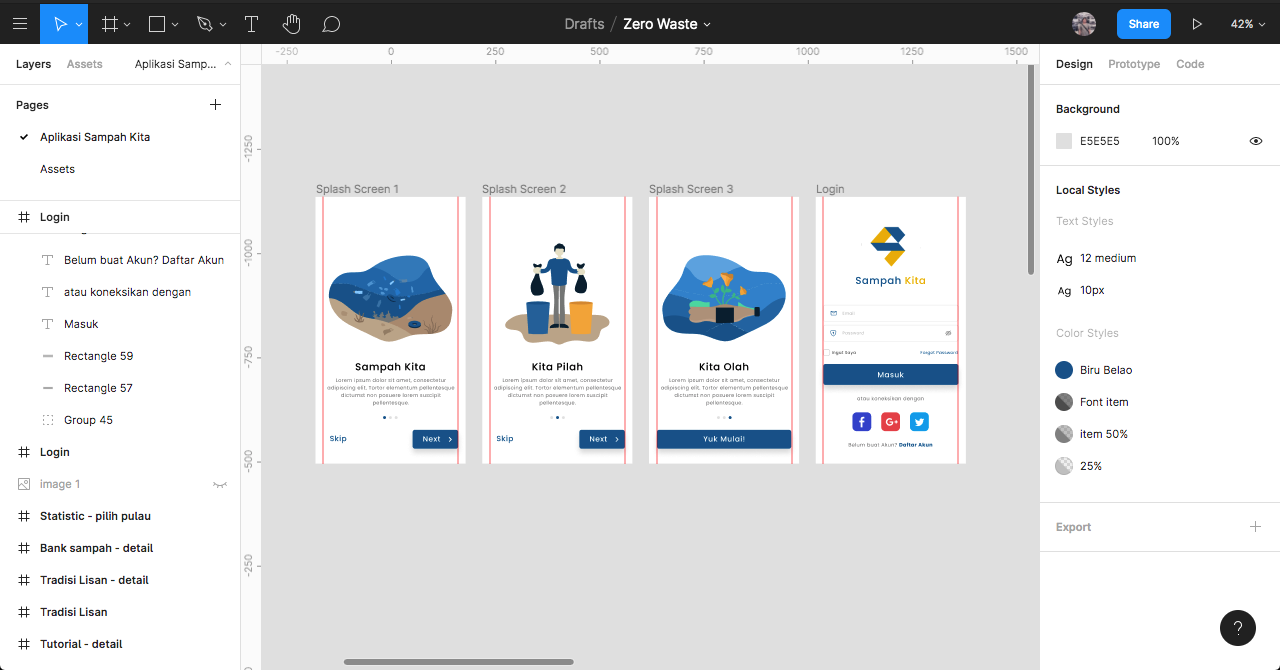 Drafts / Zero Waste
Share
42%
Layers Assets Aplikasi Samp...
Pages
Aplikasi Sampah Kita
Assets
Login
Belum buat Akun? Daftar Akun
atau koneksikan dengan
Masuk
Rectangle 59
Rectangle 57
Group 45
Login
image 1
Statistic - pilih pulau
Bank sampah - detail
Tradisi Lisan - detail
Tradisi Lisan
Tutorial - detail
-250 0 250 500 750 1000 1250 1500
-1250
-1000
-750
-500
-250
Splash Screen 1
Sampah Kita
Lorem ipsum dolor sit amet, consectetur
adipiscing elit. Tortor elementum pellentesque
dictumst non posuere lorem suscipit
pellentesque.
Skip
Next
Splash Screen 2
Kita Pilah
Lorem ipsum dolor sit amet, consectetur
adipiscing elit. Tortor elementum pellentesque
dictumst non posuere lorem suscipit
pellentesque.
Skip
Next
Splash Screen 3
Kita Olah
Lorem ipsum dolor sit amet, consectetur
adipiscing elit. Tortor elementum pellentesque
dictumst non posuere lorem suscipit
pellentesque.
Yuk Mulai!
Login
Sampah Kita
Email
Password
Ingat Saya Forgot Password
Masuk
atau koneksikan dengan
f G+
Belum buat Akun? Daftar Akun
Design Prototype Code
Background
E5E5E5 100%
Local Styles
Text Styles
Ag 12 medium
Ag 10px
Color Styles
Biru Belao
Font item
item 50%
25%
Export
?